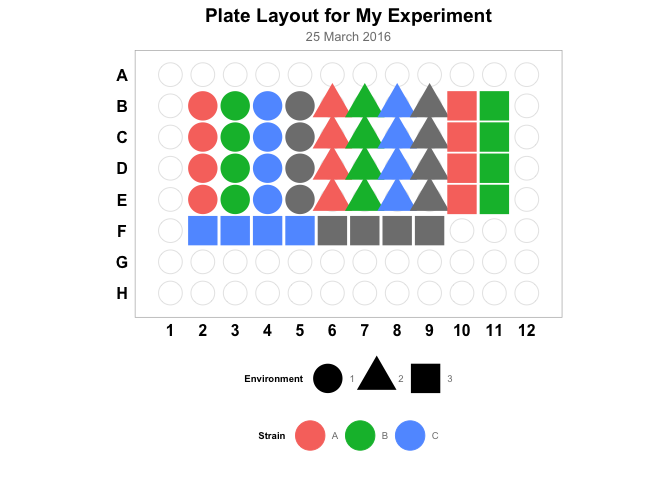 Plate Layout for My Experiment
25 March 2016
A
B
C
D
E
F
G
H
1 2 3 4 5 6 7 8 9 10 11 12
Environment 1 2 3
Strain A B C